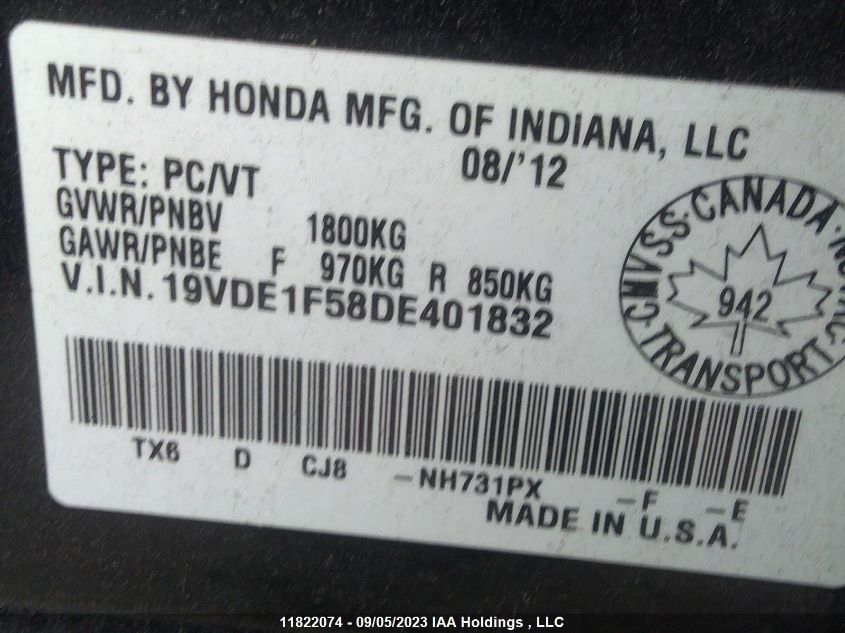 MFD. BY HONDA MFG. OF INDIANA, LLC
08/'12
TYPE: PC/VT
GVWR/PNBV 1800KG
GAWR/PNBE F 970KG R 850KG
V.I.N. 19VDE1F58DE401832
CMVSS·CANADA·NSVAC
942
TRANSPORT
TX6 D CJ8 -NH731PX -F -E
MADE IN U.S.A.
11822074 - 09/05/2023 IAA Holdings , LLC